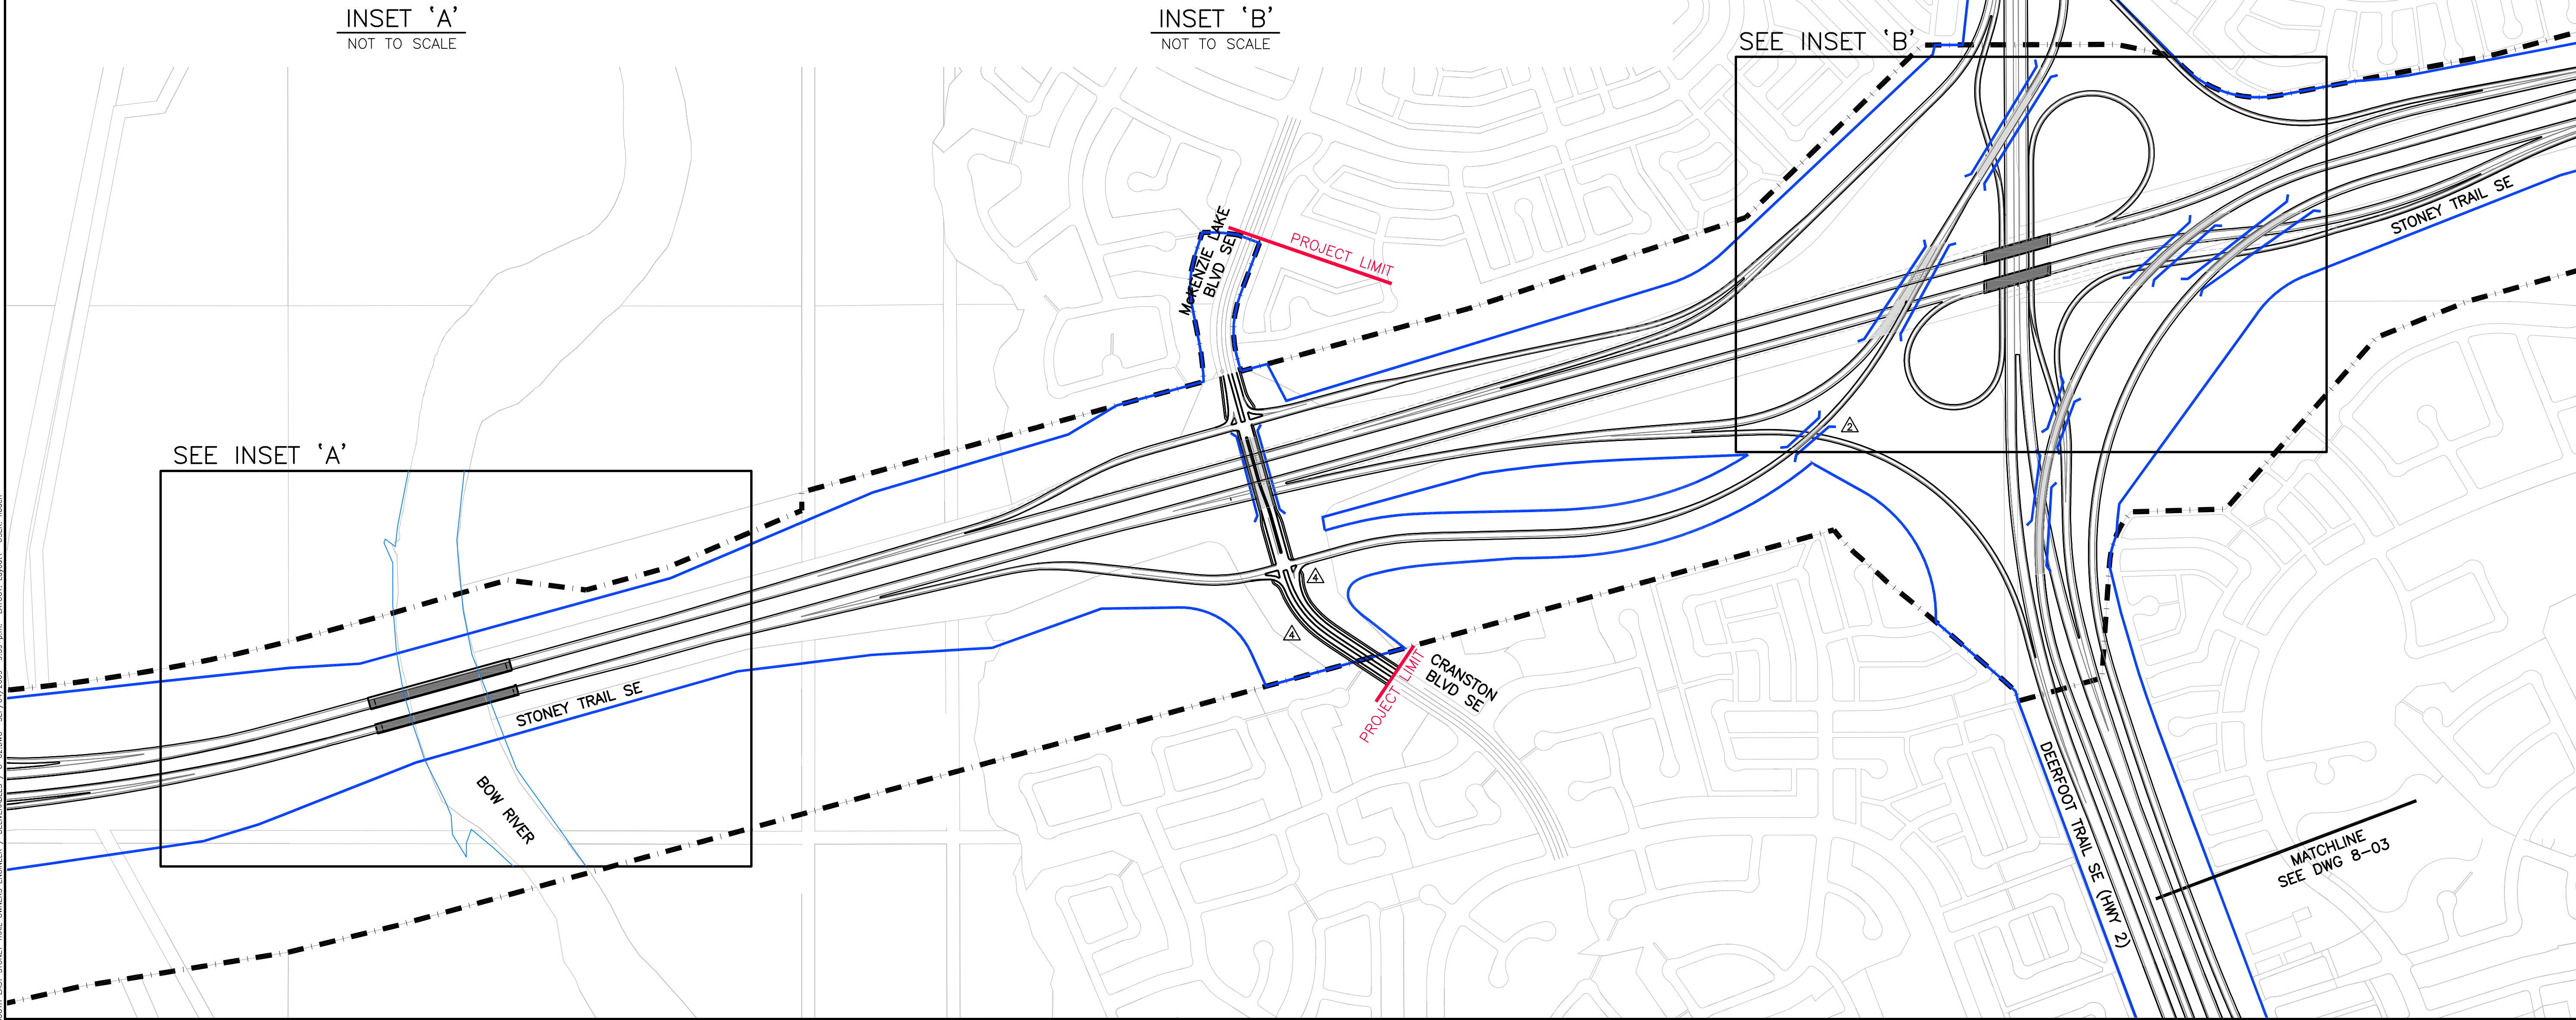 INSET ‘A’
NOT TO SCALE
INSET ‘B’
NOT TO SCALE
SEE INSET ‘B’
STONEY TRAIL SE
McKENZIE LAKE
BLVD SE
PROJECT LIMIT
2
SEE INSET ‘A’
4
4
STONEY TRAIL SE
BOW RIVER
PROJECT LIMIT
CRANSTON
BLVD SE
DEERFOOT TRAIL SE (HWY 2)
MATCHLINE
SEE DWG 8-03